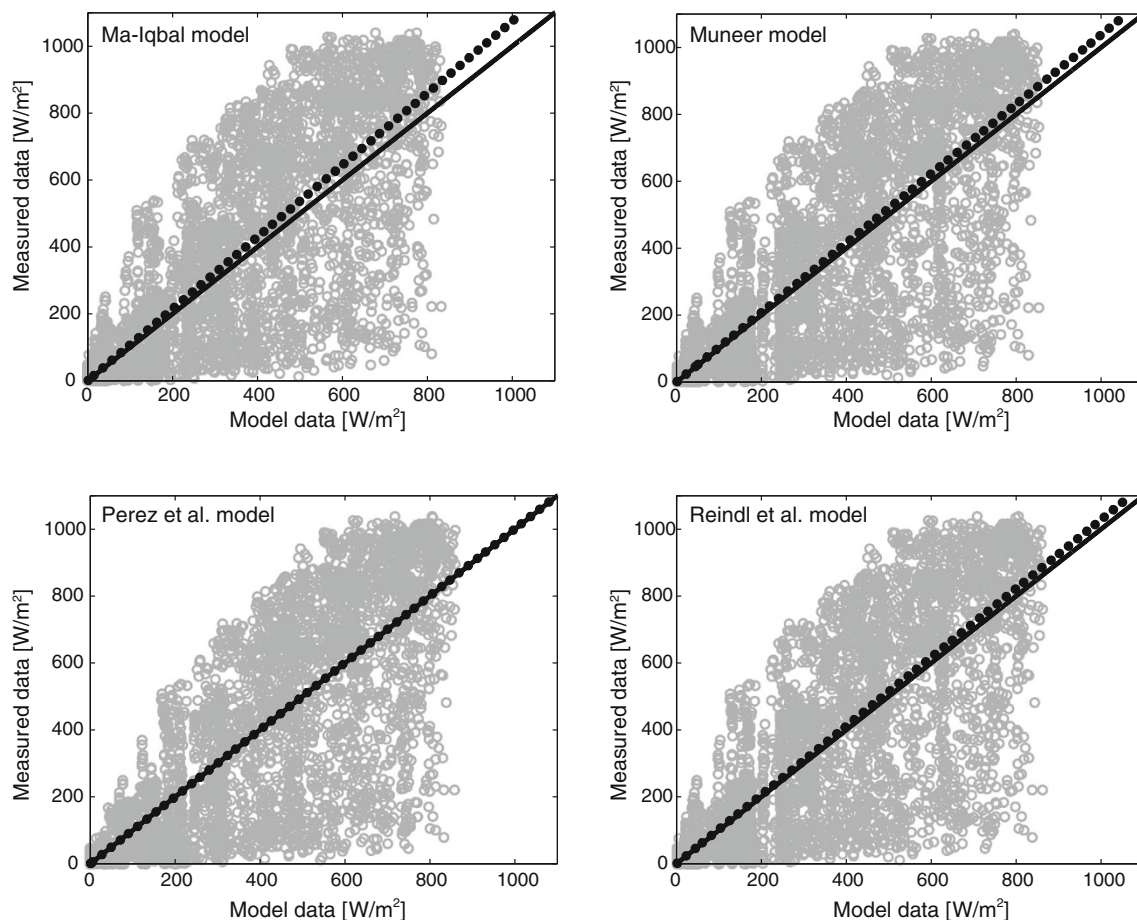 Ma-Iqbal model
Measured data [W/m²]
1000
800
600
400
200
0
0 200 400 600 800 1000
Model data [W/m²]
Muneer model
Measured data [W/m²]
1000
800
600
400
200
0
0 200 400 600 800 1000
Model data [W/m²]
Perez et al. model
Measured data [W/m²]
1000
800
600
400
200
0
0 200 400 600 800 1000
Model data [W/m²]
Reindl et al. model
Measured data [W/m²]
1000
800
600
400
200
0
0 200 400 600 800 1000
Model data [W/m²]